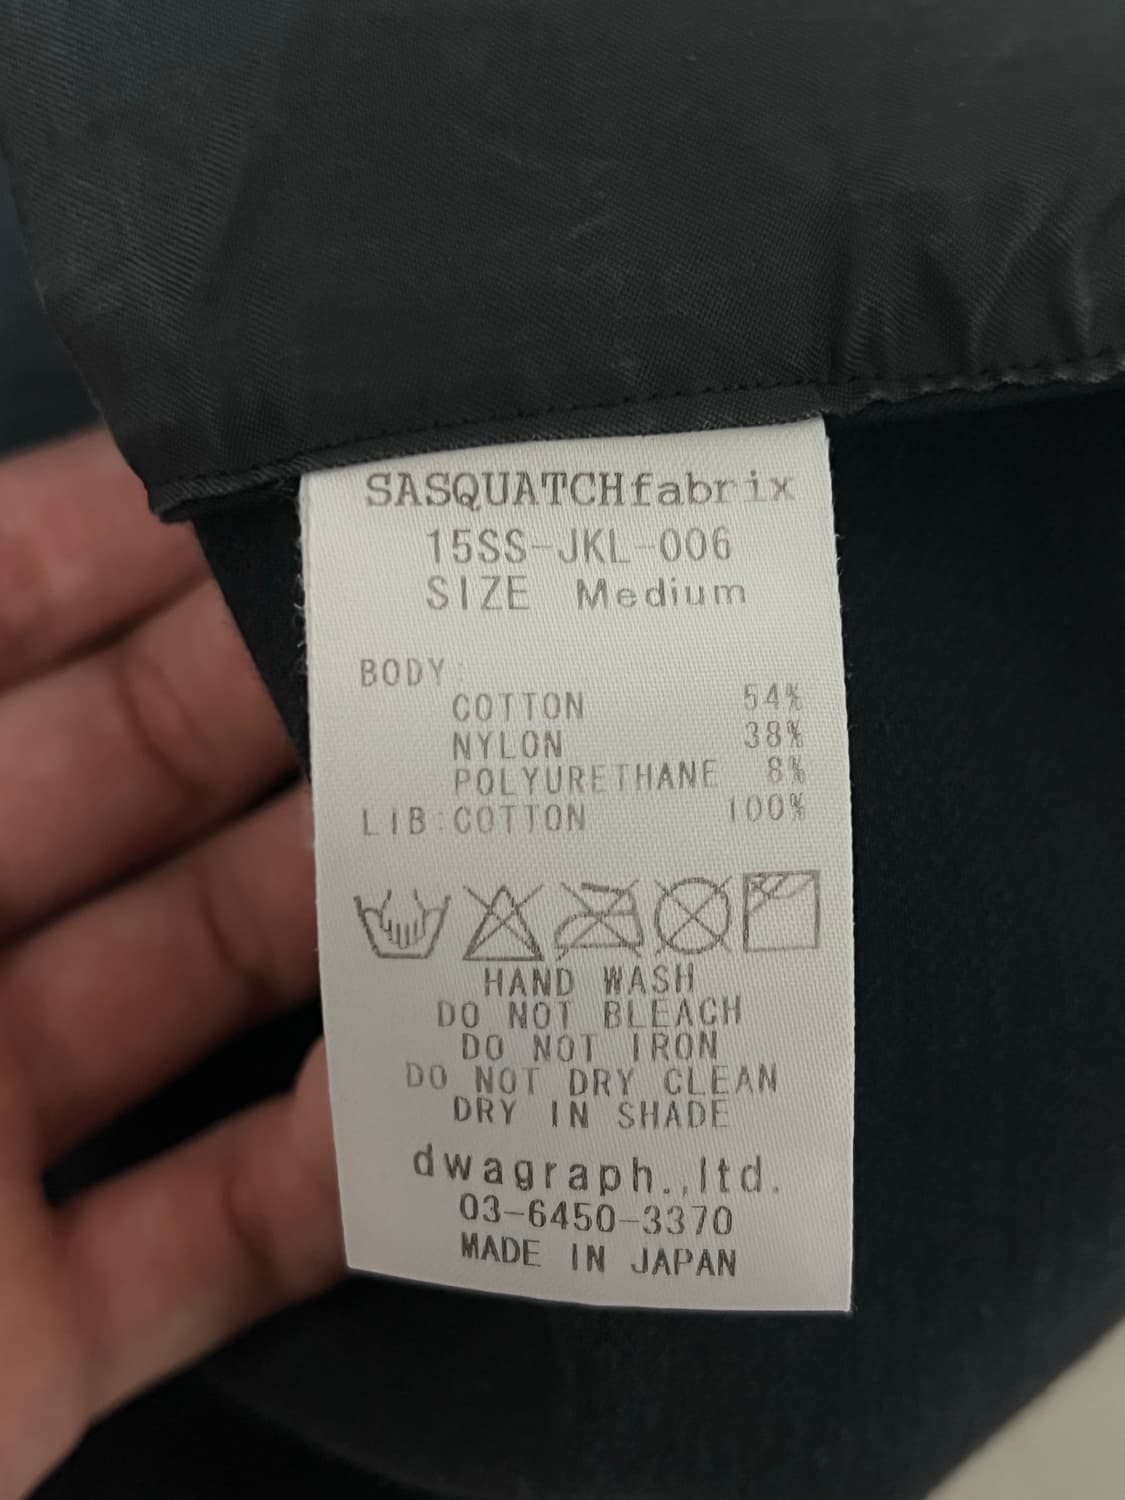 SASQUATCHfabrix
15SS-JKL-006
SIZE Medium
BODY:
COTTON 54%
NYLON 38%
POLYURETHANE 8%
LIB:COTTON 100%
HAND WASH
DO NOT BLEACH
DO NOT IRON
DO NOT DRY CLEAN
DRY IN SHADE
dwagraph.,ltd.
03-6450-3370
MADE IN JAPAN